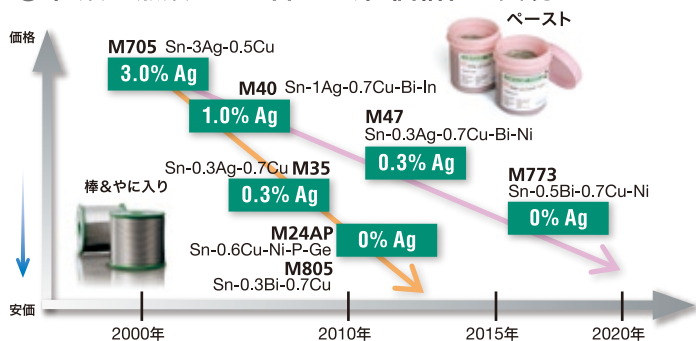 価格
ペースト
M705 Sn-3Ag-0.5Cu
3.0% Ag
M40 Sn-1Ag-0.7Cu-Bi-In
1.0% Ag
M47
Sn-0.3Ag-0.7Cu-Bi-Ni
0.3% Ag
Sn-0.3Ag-0.7Cu M35
0.3% Ag
M773
Sn-0.5Bi-0.7Cu-Ni
0% Ag
棒&やに入り
M24AP
Sn-0.6Cu-Ni-P-Ge
0% Ag
M805
Sn-0.3Bi-0.7Cu
安価
2000年
2010年
2015年
2020年